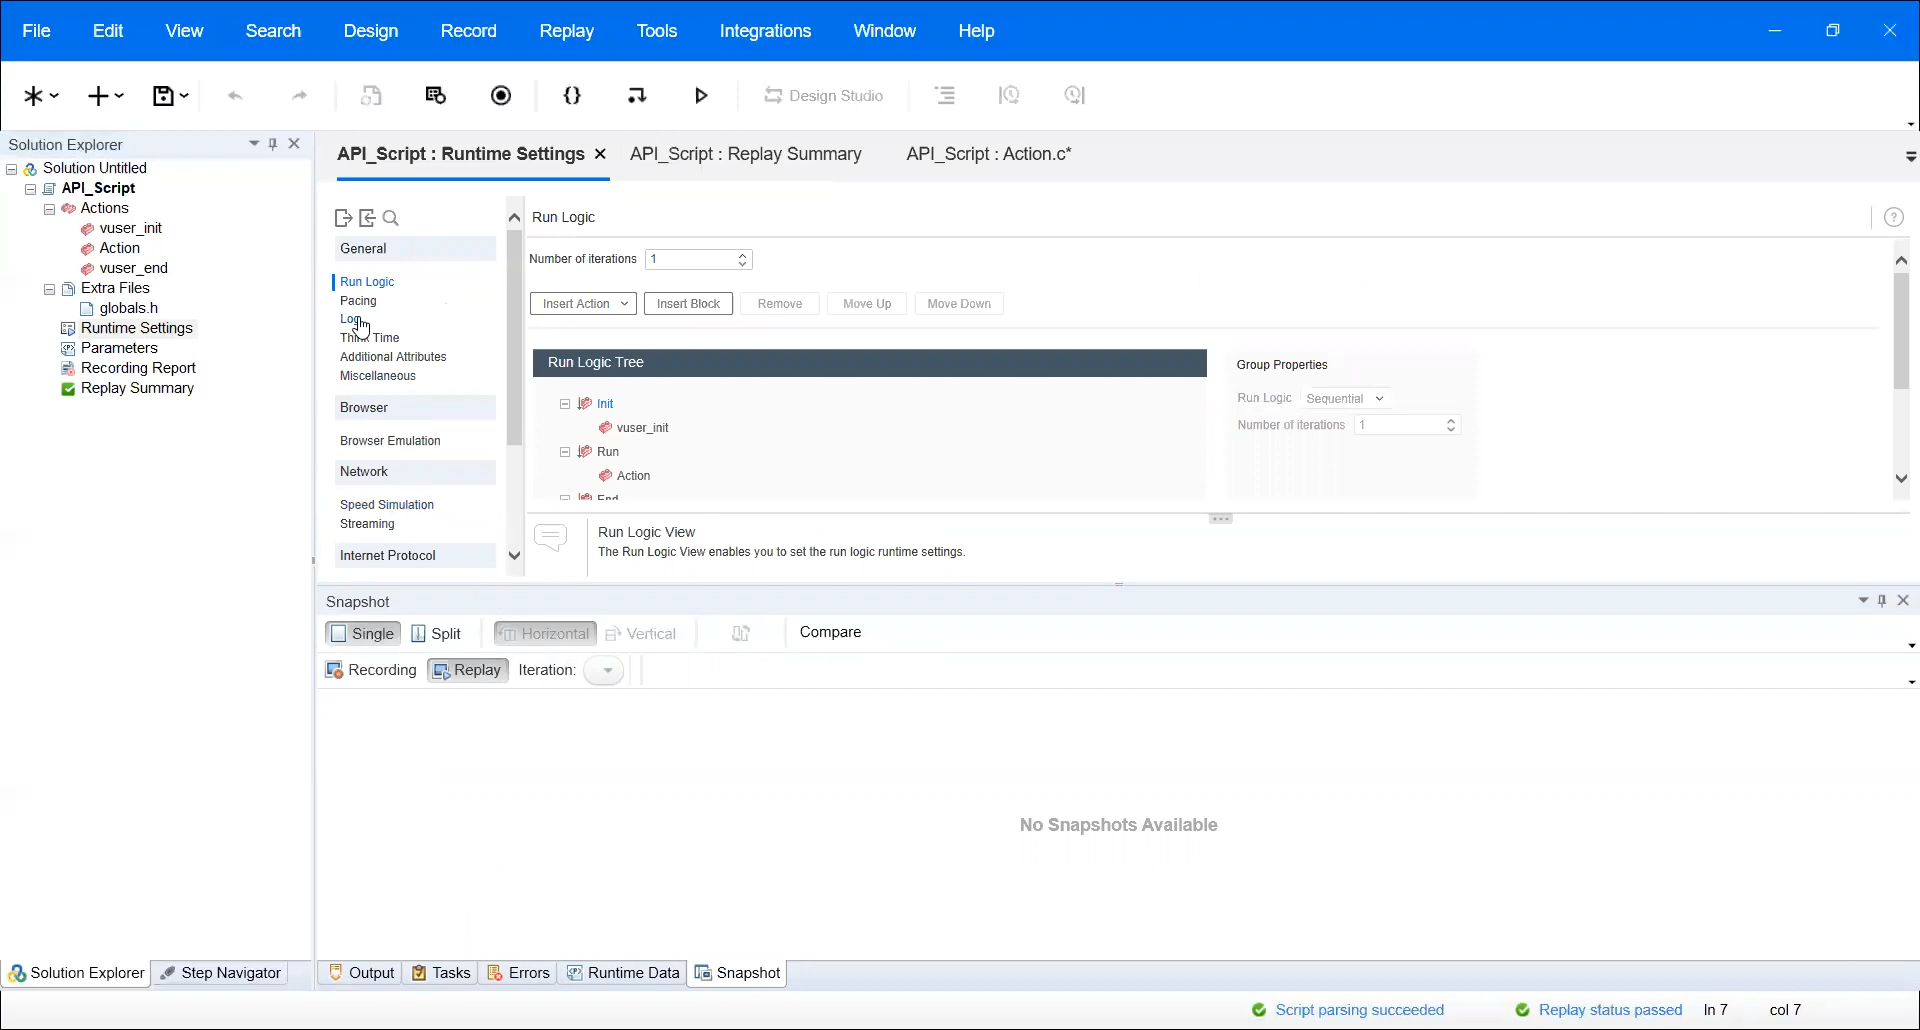 File Edit View Search Design Record Replay Tools Integrations Window Help
Design Studio
Solution Explorer
Solution Untitled
API_Script
Actions
vuser_init
Action
vuser_end
Extra Files
globals.h
Runtime Settings
Parameters
Recording Report
Replay Summary
API_Script : Runtime Settings API_Script : Replay Summary API_Script : Action.c*
General
Run Logic
Pacing
Time
Additional Attributes
Miscellaneous
Browser
Browser Emulation
Network
Speed Simulation
Streaming
Internet Protocol
Run Logic
Number of iterations 1
Insert Action Insert Block Remove Move Up Move Down
Run Logic Tree
Init
vuser_init
Run
Action
End
Group Properties
Run Logic Sequential
Number of iterations 1
Run Logic View
The Run Logic View enables you to set the run logic runtime settings.
Snapshot
Single Split Horizontal Vertical Compare
Recording Replay Iteration:
No Snapshots Available
Solution Explorer Step Navigator Output Tasks Errors Runtime Data Snapshot
Script parsing succeeded Replay status passed ln 7 col 7